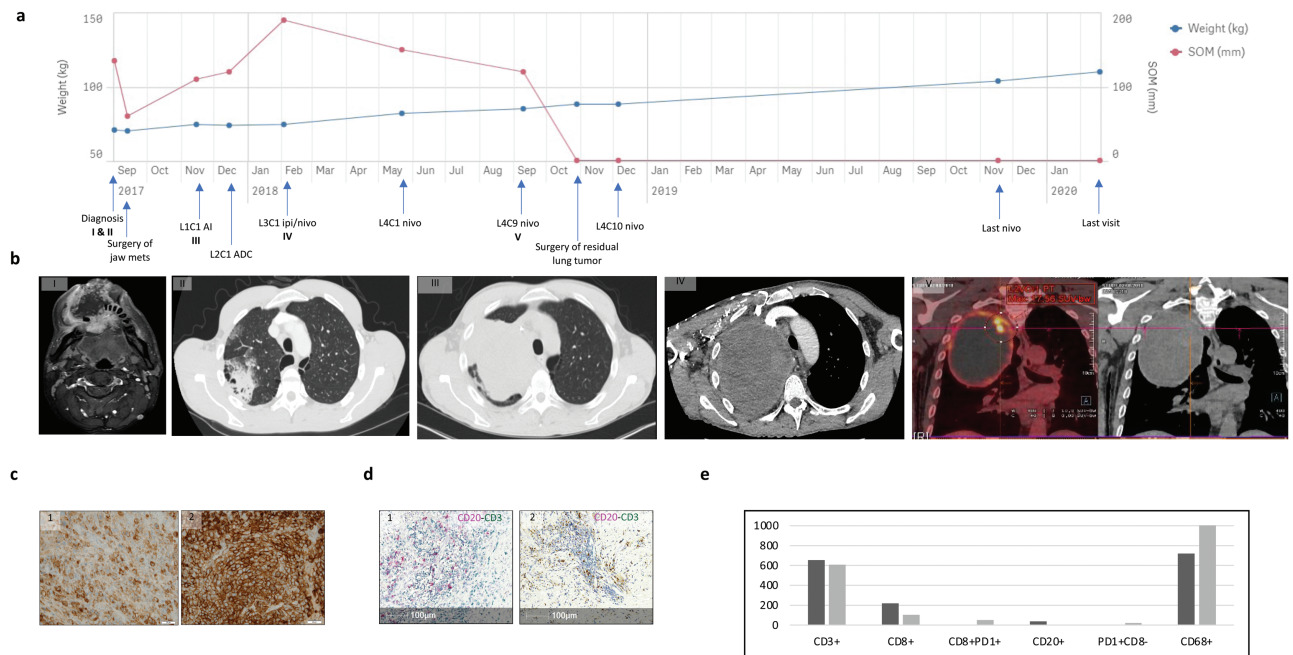 a
150
100
50
Weight (kg)
200
100
0
SOM (mm)
Weight (kg)
SOM (mm)
Sep Oct Nov Dec Jan Feb Mar Apr May Jun Jul Aug Sep Oct Nov Dec Jan Feb Mar Apr May Jun Jul Aug Sep Oct Nov Dec Jan
2017 2018 2019 2020
Diagnosis
I & II
Surgery of
jaw mets
L1C1 AI
III
L2C1 ADC
L3C1 ipi/nivo
IV
L4C1 nivo
L4C9 nivo
V
Surgery of residual
lung tumor
L4C10 nivo
Last nivo
Last visit
b
I
II
III
IV
V
[R]
[A]
c
1
2
d
1
CD20-CD3
100µm
2
CD20-CD3
100µm
e
1000
800
600
400
200
0
CD3+
CD8+
CD8+PD1+
CD20+
PD1+CD8-
CD68+